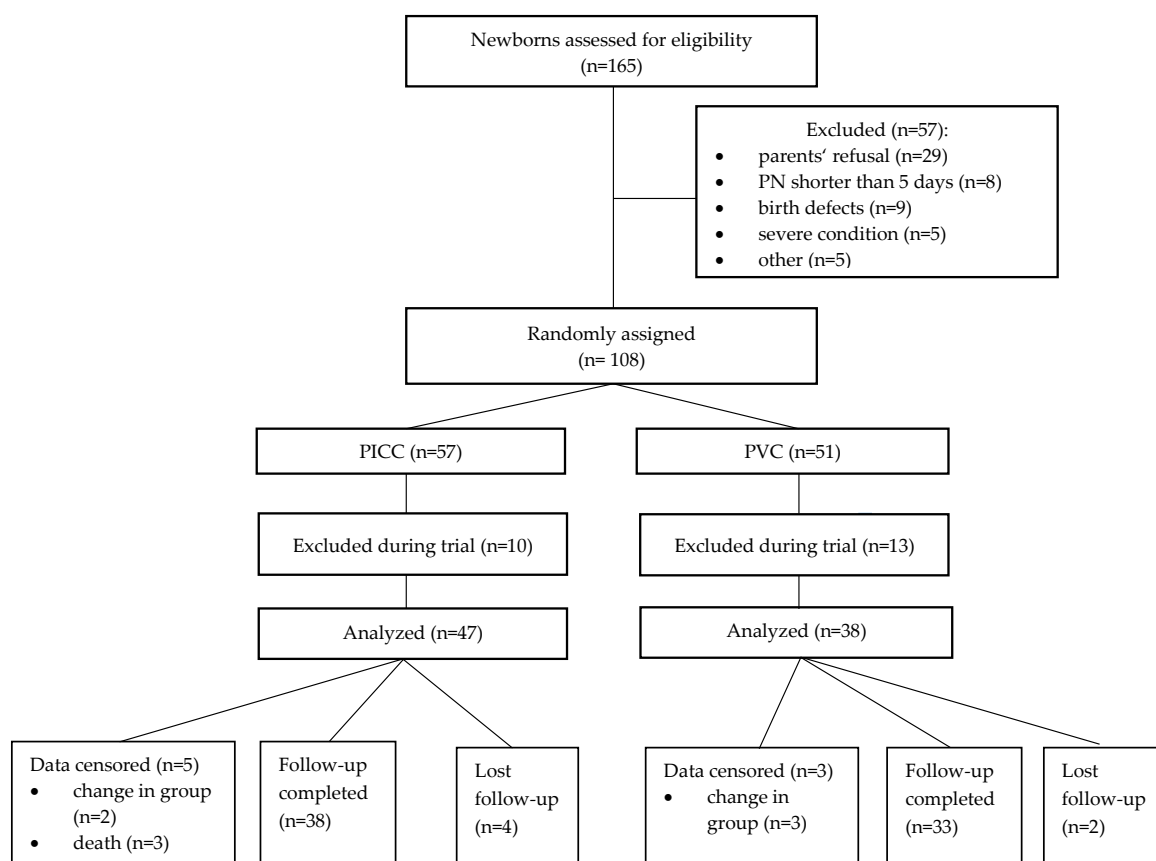 Newborns assessed for eligibility
(n=165)
Excluded (n=57):
• parents‘ refusal (n=29)
• PN shorter than 5 days (n=8)
• birth defects (n=9)
• severe condition (n=5)
• other (n=5)
Randomly assigned
(n= 108)
PICC (n=57)
PVC (n=51)
Excluded during trial (n=10)
Excluded during trial (n=13)
Analyzed (n=47)
Analyzed (n=38)
Data censored (n=5)
• change in group
(n=2)
• death (n=3)
Follow-up
completed
(n=38)
Lost
follow-up
(n=4)
Data censored (n=3)
• change in
group (n=3)
Follow-up
completed
(n=33)
Lost
follow-up
(n=2)